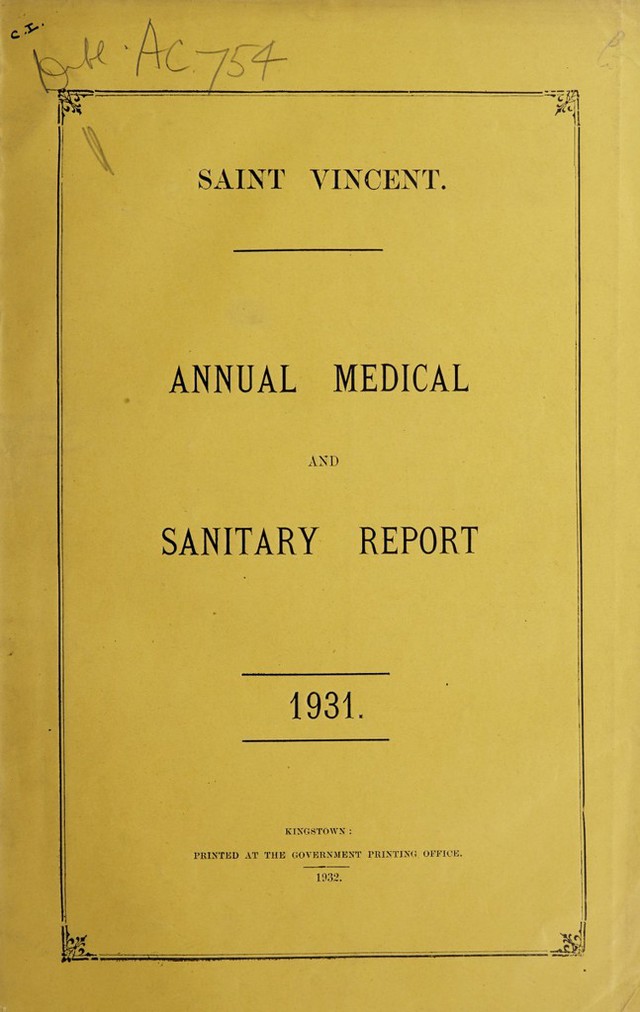 C.I.
AC. 754
SAINT VINCENT.
ANNUAL MEDICAL
AND
SANITARY REPORT
1931.
KINGSTOWN:
PRINTED AT THE GOVERNMENT PRINTING OFFICE.
1932.